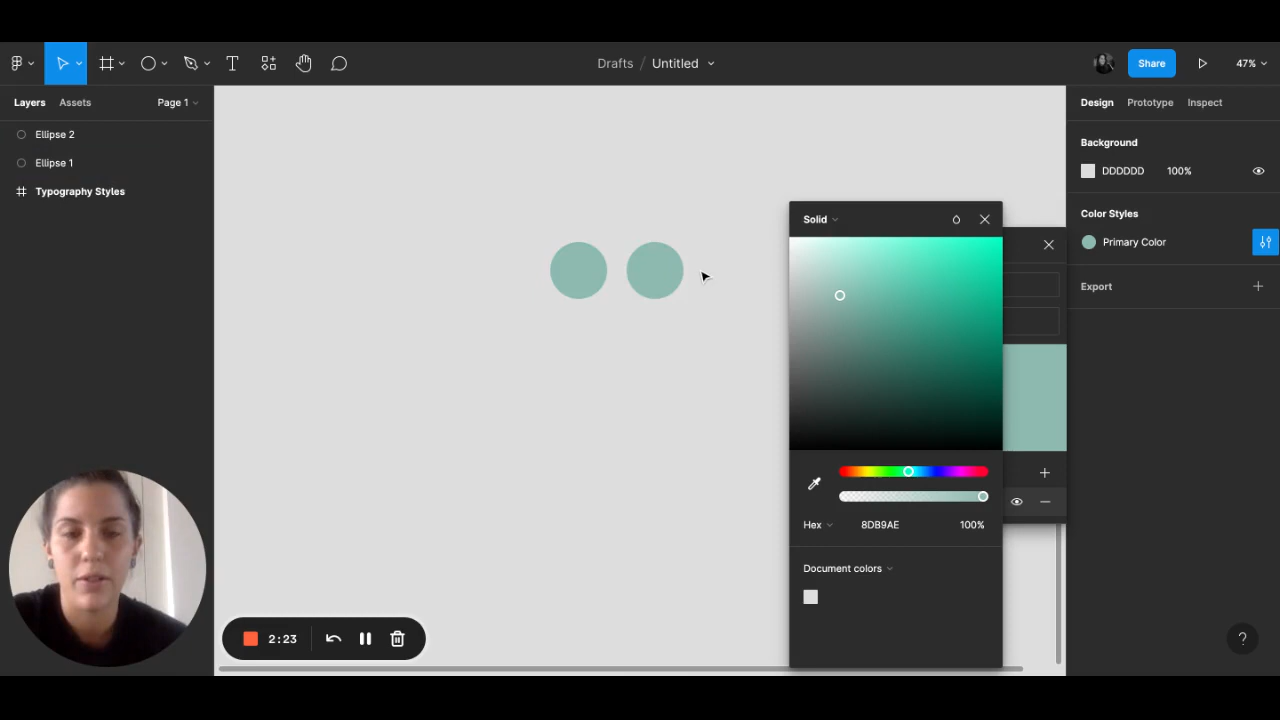 Drafts / Untitled
Share
47%
Layers
Assets
Page 1
Ellipse 2
Ellipse 1
Typography Styles
Design
Prototype
Inspect
Background
DDDDDD
100%
Color Styles
Primary Color
Export
Solid
Hex
8DB9AE
100%
Document colors
2:23
?